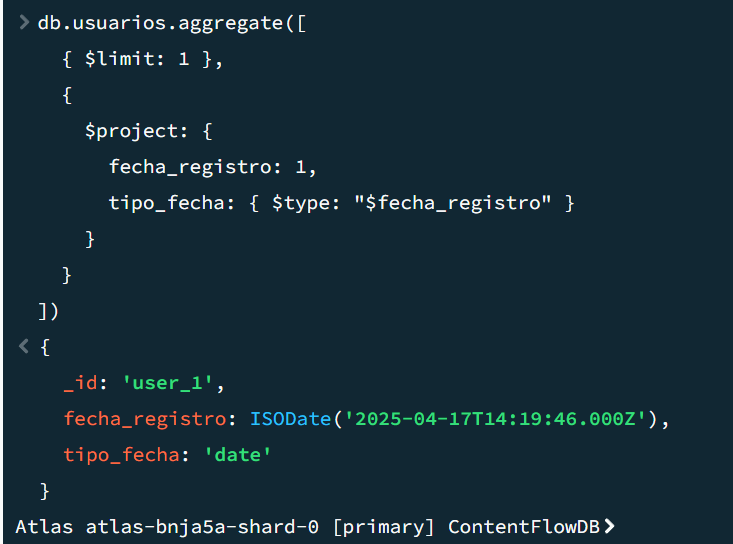 > db.usuarios.aggregate([
{ $limit: 1 },
{
$project: {
fecha_registro: 1,
tipo_fecha: { $type: "$fecha_registro" }
}
}
])
< {
_id: 'user_1',
fecha_registro: ISODate('2025-04-17T14:19:46.000Z'),
tipo_fecha: 'date'
}
Atlas atlas-bnja5a-shard-0 [primary] ContentFlowDB>